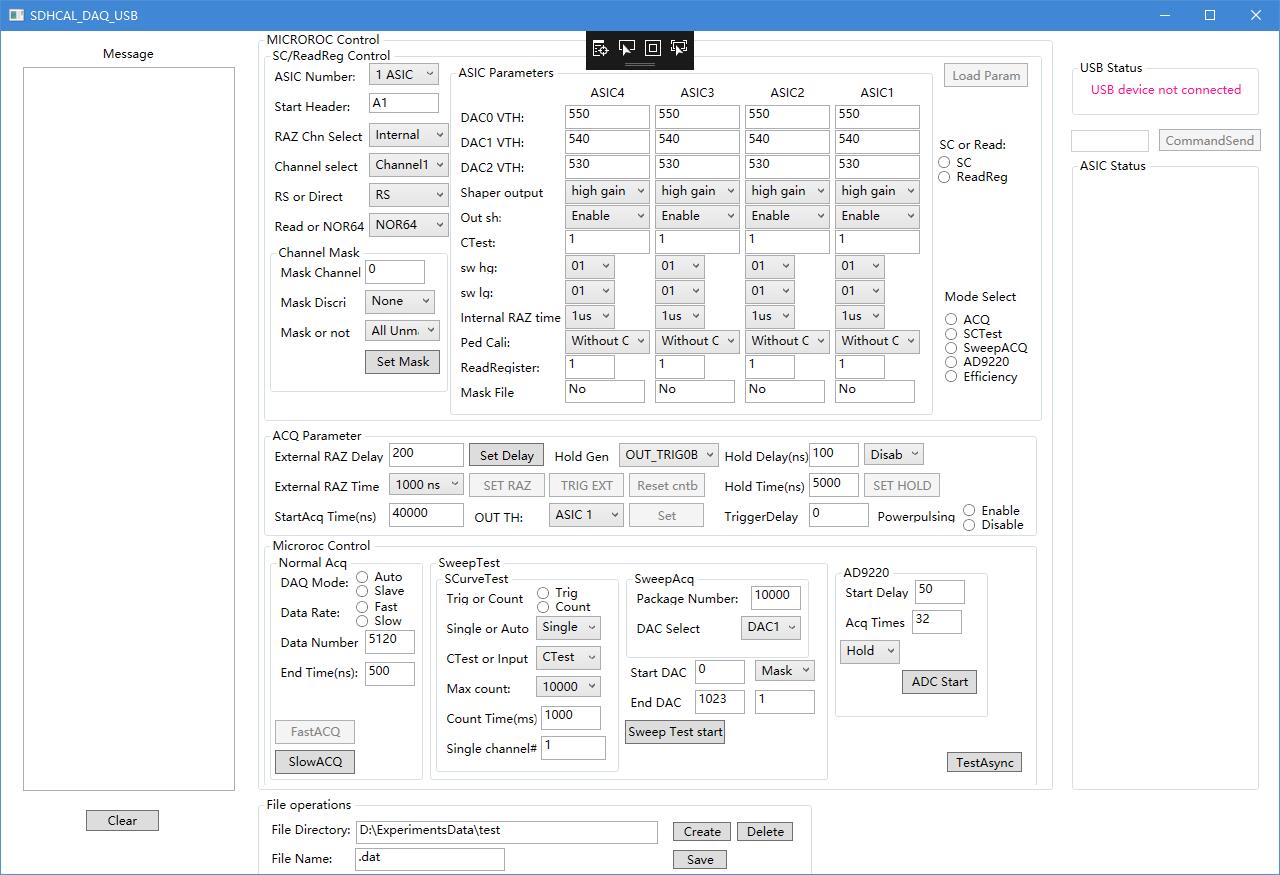 SDHCAL_DAQ_USB
Message
Clear
MICROROC Control
SC/ReadReg Control
ASIC Number: 1 ASIC
Start Header: A1
RAZ Chn Select Internal
Channel select Channel1
RS or Direct RS
Read or NOR64 NOR64
Channel Mask
Mask Channel 0
Mask Discri None
Mask or not All Unm
Set Mask
ASIC Parameters
ASIC4 ASIC3 ASIC2 ASIC1
DAC0 VTH: 550 550 550 550
DAC1 VTH: 540 540 540 540
DAC2 VTH: 530 530 530 530
Shaper output high gain high gain high gain high gain
Out sh: Enable Enable Enable Enable
CTest: 1 1 1 1
sw hg: 01 01 01 01
sw lg: 01 01 01 01
Internal RAZ time 1us 1us 1us 1us
Ped Cali: Without C Without C Without C Without C
ReadRegister: 1 1 1 1
Mask File No No No No
Load Param
SC or Read:
SC
ReadReg
Mode Select
ACQ
SCTest
SweepACQ
AD9220
Efficiency
ACQ Parameter
External RAZ Delay 200 Set Delay Hold Gen OUT_TRIG0B Hold Delay(ns) 100 Disab
External RAZ Time 1000 ns SET RAZ TRIG EXT Reset cntb Hold Time(ns) 5000 SET HOLD
StartAcq Time(ns) 40000 OUT TH: ASIC 1 Set TriggerDelay 0 Powerpulsing Enable
Disable
Microroc Control
Normal Acq
DAQ Mode: Auto
Slave
Data Rate: Fast
Slow
Data Number 5120
End Time(ns): 500
FastACQ
SlowACQ
SweepTest
SCurveTest
Trig or Count Trig
Count
Single or Auto Single
CTest or Input CTest
Max count: 10000
Count Time(ms) 1000
Single channel# 1
SweepAcq
Package Number: 10000
DAC Select DAC1
Start DAC 0 Mask
End DAC 1023 1
Sweep Test start
AD9220
Start Delay 50
Acq Times 32
Hold
ADC Start
TestAsync
File operations
File Directory: D:\ExperimentsData\test Create Delete
File Name: .dat Save
USB Status
USB device not connected
CommandSend
ASIC Status